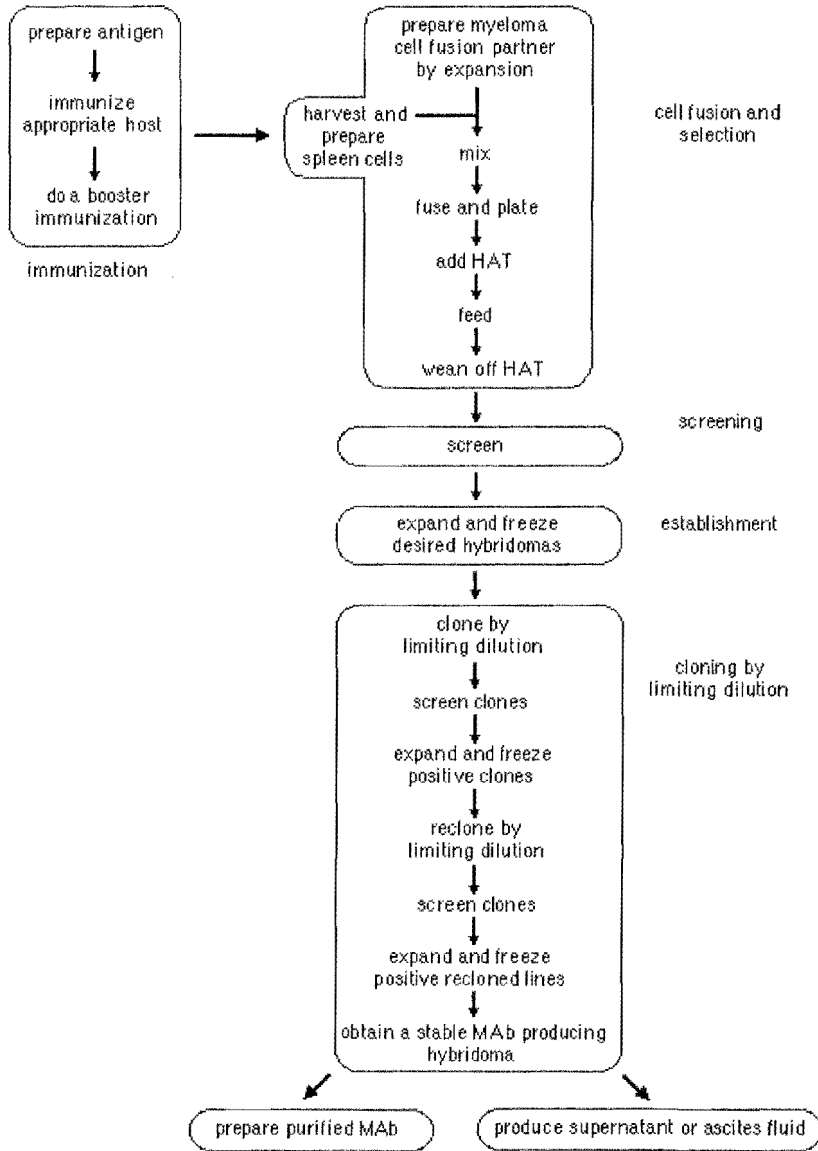 prepare antigen
immunize
appropriate host
do a booster
immunization
immunization
prepare myeloma
cell fusion partner
by expansion
harvest and
prepare
spleen cells
mix
fuse and plate
add HAT
feed
wean off HAT
cell fusion and
selection
screen
screening
expand and freeze
desired hybridomas
establishment
clone by
limiting dilution
screen clones
expand and freeze
positive clones
reclone by
limiting dilution
screen clones
expand and freeze
positive recloned lines
obtain a stable MAb producing
hybridoma
cloning by
limiting dilution
prepare purified MAb
produce supernatant or ascites fluid